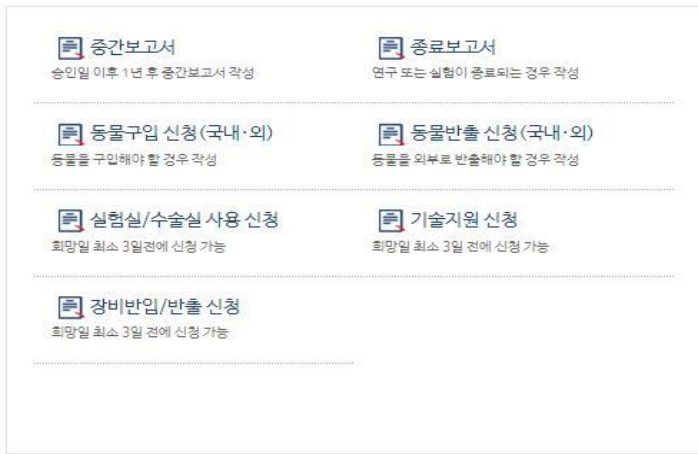 중간보고서
승인일 이후 1년 후 중간보고서 작성
종료보고서
연구 또는 실험이 종료되는 경우 작성
동물구입 신청(국내·외)
동물을 구입해야 할 경우 작성
동물반출 신청(국내·외)
동물을 외부로 반출해야 할 경우 작성
실험실/수술실 사용 신청
희망일 최소 3일전에 신청 가능
기술지원 신청
희망일 최소 3일 전에 신청 가능
장비반입/반출 신청
희망일 최소 3일 전에 신청 가능